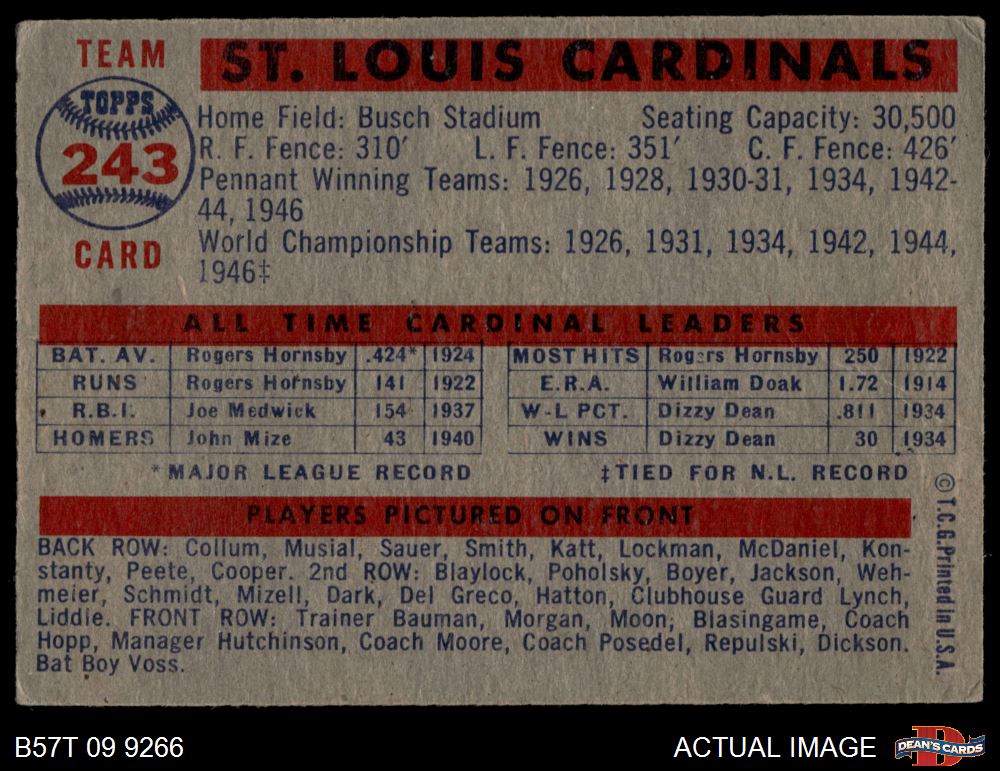 TEAM
ST. LOUIS CARDINALS
TOPPS
243
CARD
Home Field: Busch Stadium Seating Capacity: 30,500
R. F. Fence: 310′ L. F. Fence: 351′ C. F. Fence: 426′
Pennant Winning Teams: 1926, 1928, 1930-31, 1934, 1942-
44, 1946
World Championship Teams: 1926, 1931, 1934, 1942, 1944,
1946‡
ALL TIME CARDINAL LEADERS
BAT. AV. Rogers Hornsby .424* 1924 MOST HITS Rogers Hornsby 250 1922
RUNS Rogers Hornsby 141 1922 E.R.A. William Doak 1.72 1914
R.B.I. Joe Medwick 154 1937 W-L PCT. Dizzy Dean .811 1934
HOMERS John Mize 43 1940 WINS Dizzy Dean 30 1934
*MAJOR LEAGUE RECORD ‡TIED FOR N.L. RECORD
PLAYERS PICTURED ON FRONT
BACK ROW: Collum, Musial, Sauer, Smith, Katt, Lockman, McDaniel, Kon-
stanty, Peete, Cooper. 2nd ROW: Blaylock, Poholsky, Boyer, Jackson, Weh-
meier, Schmidt, Mizell, Dark, Del Greco, Hatton, Clubhouse Guard Lynch,
Liddle. FRONT ROW: Trainer Bauman, Morgan, Moon, Blasingame, Coach
Hopp, Manager Hutchinson, Coach Moore, Coach Posedel, Repulski, Dickson.
Bat Boy Voss.
© T.C.G. Printed in U.S.A.
B57T 09 9266
ACTUAL IMAGE
DEAN'S CARDS